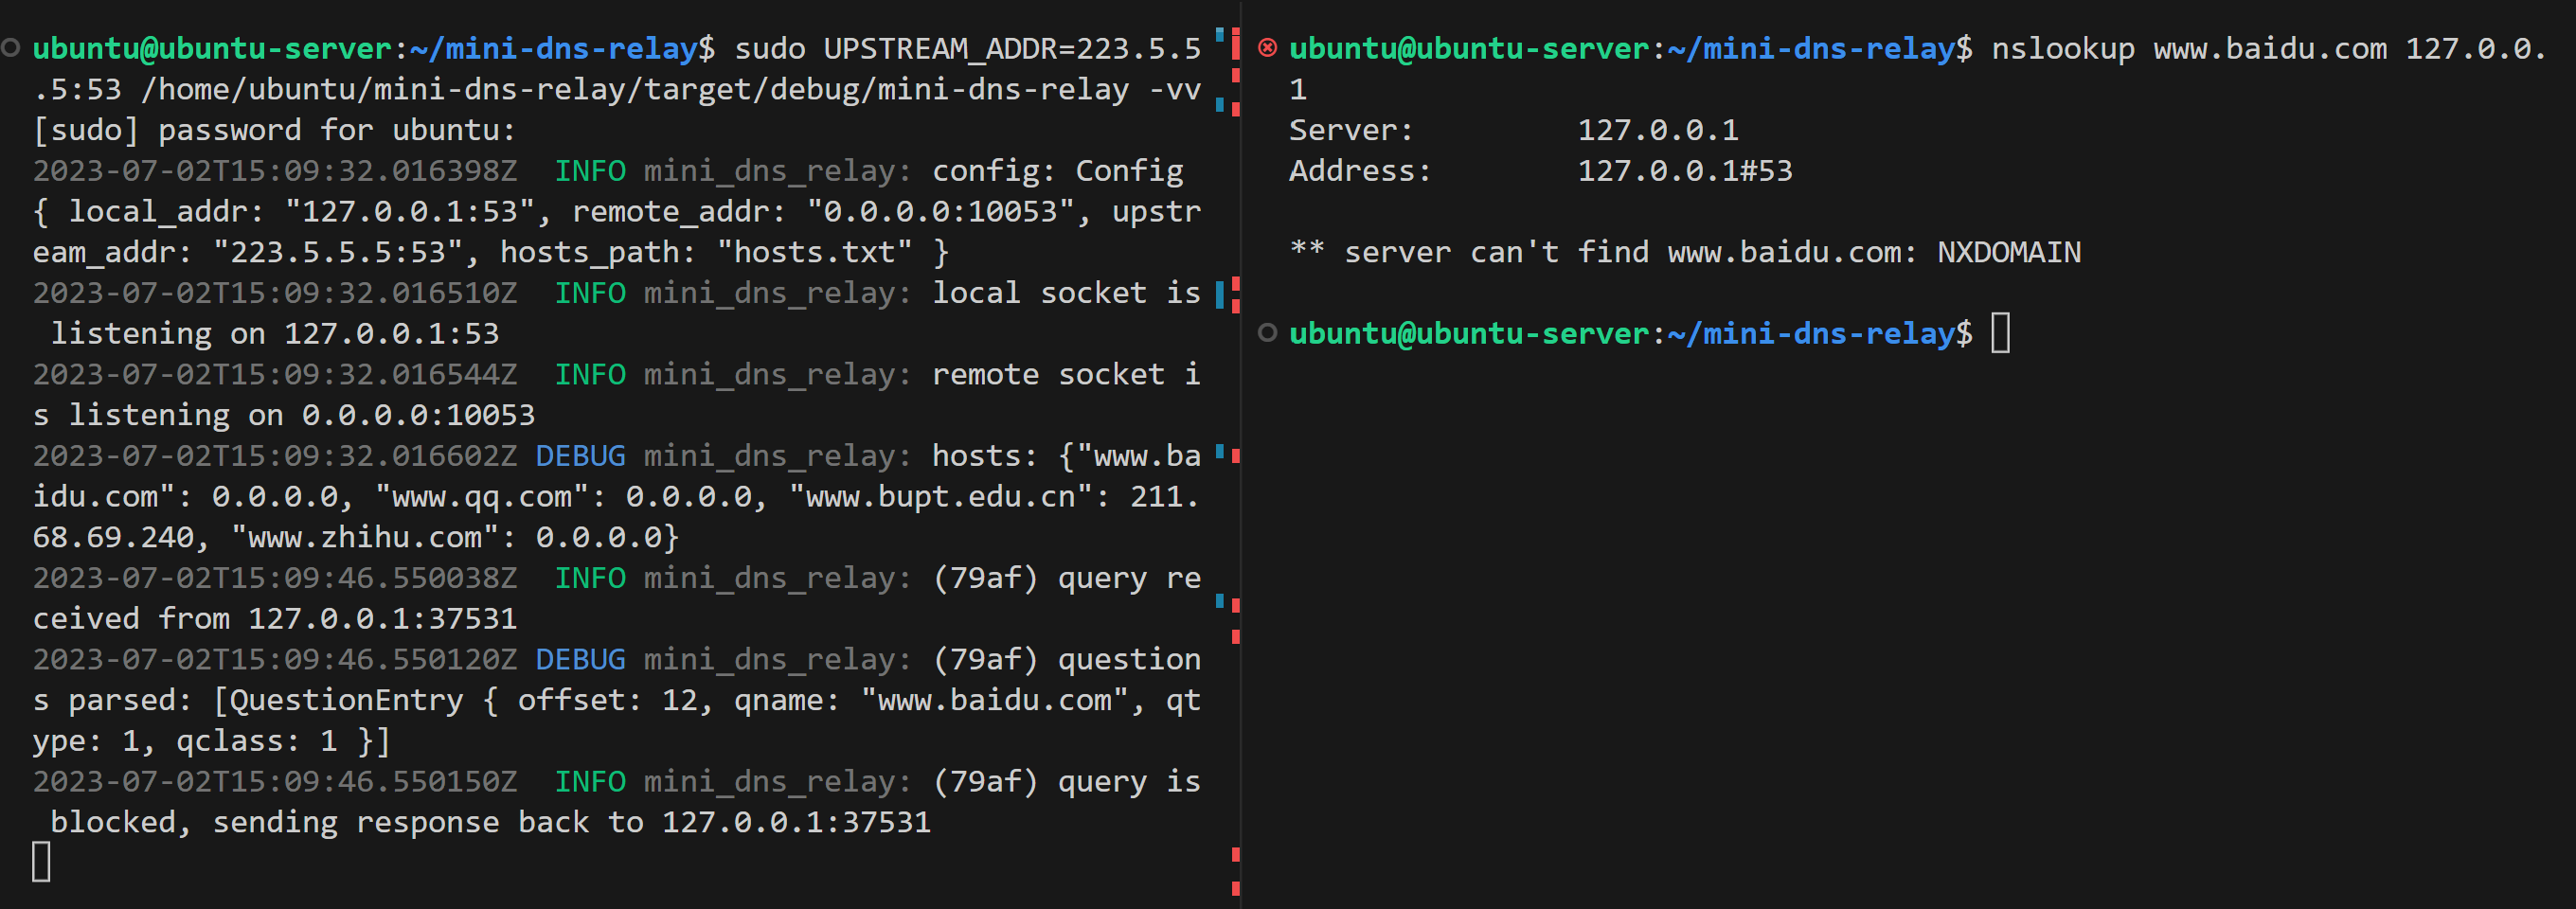 ubuntu@ubuntu-server:~/mini-dns-relay$ sudo UPSTREAM_ADDR=223.5.5
.5:53 /home/ubuntu/mini-dns-relay/target/debug/mini-dns-relay -vv
[sudo] password for ubuntu:
2023-07-02T15:09:32.016398Z  INFO mini_dns_relay: config: Config
{ local_addr: "127.0.0.1:53", remote_addr: "0.0.0.0:10053", upstr
eam_addr: "223.5.5.5:53", hosts_path: "hosts.txt" }
2023-07-02T15:09:32.016510Z  INFO mini_dns_relay: local socket is
 listening on 127.0.0.1:53
2023-07-02T15:09:32.016544Z  INFO mini_dns_relay: remote socket i
s listening on 0.0.0.0:10053
2023-07-02T15:09:32.016602Z DEBUG mini_dns_relay: hosts: {"www.ba
idu.com": 0.0.0.0, "www.qq.com": 0.0.0.0, "www.bupt.edu.cn": 211.
68.69.240, "www.zhihu.com": 0.0.0.0}
2023-07-02T15:09:46.550038Z  INFO mini_dns_relay: (79af) query re
ceived from 127.0.0.1:37531
2023-07-02T15:09:46.550120Z DEBUG mini_dns_relay: (79af) question
s parsed: [QuestionEntry { offset: 12, qname: "www.baidu.com", qt
ype: 1, qclass: 1 }]
2023-07-02T15:09:46.550150Z  INFO mini_dns_relay: (79af) query is
 blocked, sending response back to 127.0.0.1:37531
ubuntu@ubuntu-server:~/mini-dns-relay$ nslookup www.baidu.com 127.0.0.
1
Server:         127.0.0.1
Address:        127.0.0.1#53
** server can't find www.baidu.com: NXDOMAIN
ubuntu@ubuntu-server:~/mini-dns-relay$